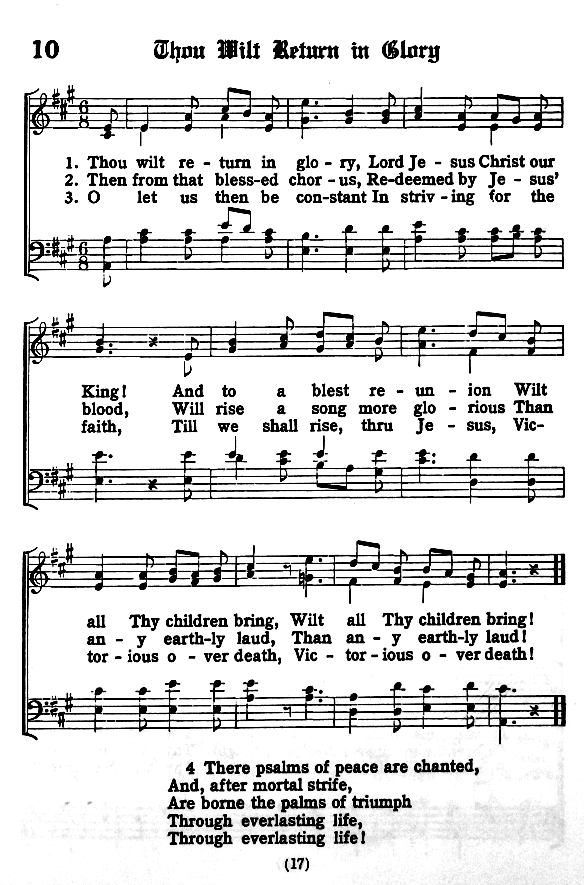 10 Thou Wilt Return in Glory
6 8
1. Thou wilt re - turn in glo - ry, Lord Je - sus Christ our
2. Then from that bless-ed chor - us, Re-deemed by Je - sus'
3. O let us then be con-stant In striv - ing for the
6 8
King! And to a blest re - un - ion Wilt
blood, Will rise a song more glo - rious Than
faith, Till we shall rise, thru Je - sus, Vic-
all Thy children bring, Wilt all Thy children bring!
an - y earth-ly laud, Than an - y earth-ly laud!
tor - ious o - ver death, Vic - tor - ious o - ver death!
4 There psalms of peace are chanted,
And, after mortal strife,
Are borne the palms of triumph
Through everlasting life,
Through everlasting life!
(17)